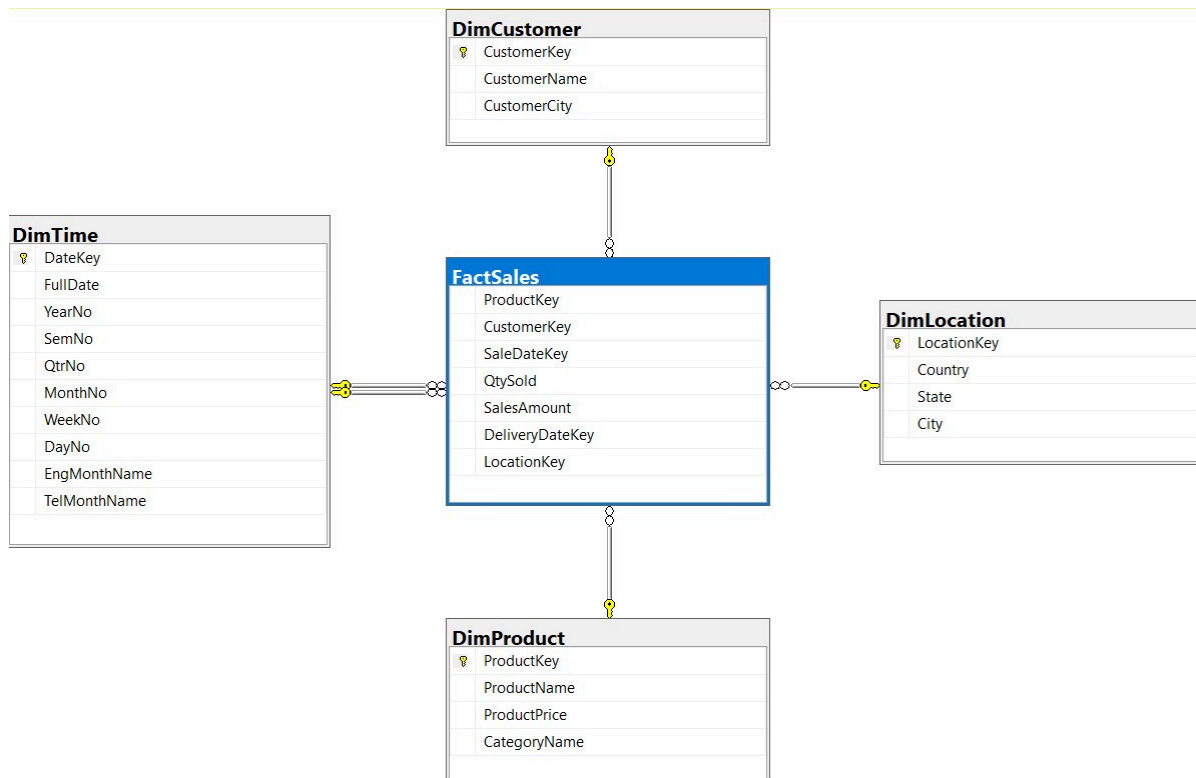 DimCustomer
CustomerKey
CustomerName
CustomerCity
DimTime
DateKey
FullDate
YearNo
SemNo
QtrNo
MonthNo
WeekNo
DayNo
EngMonthName
TelMonthName
FactSales
ProductKey
CustomerKey
SaleDateKey
QtySold
SalesAmount
DeliveryDateKey
LocationKey
DimLocation
LocationKey
Country
State
City
DimProduct
ProductKey
ProductName
ProductPrice
CategoryName